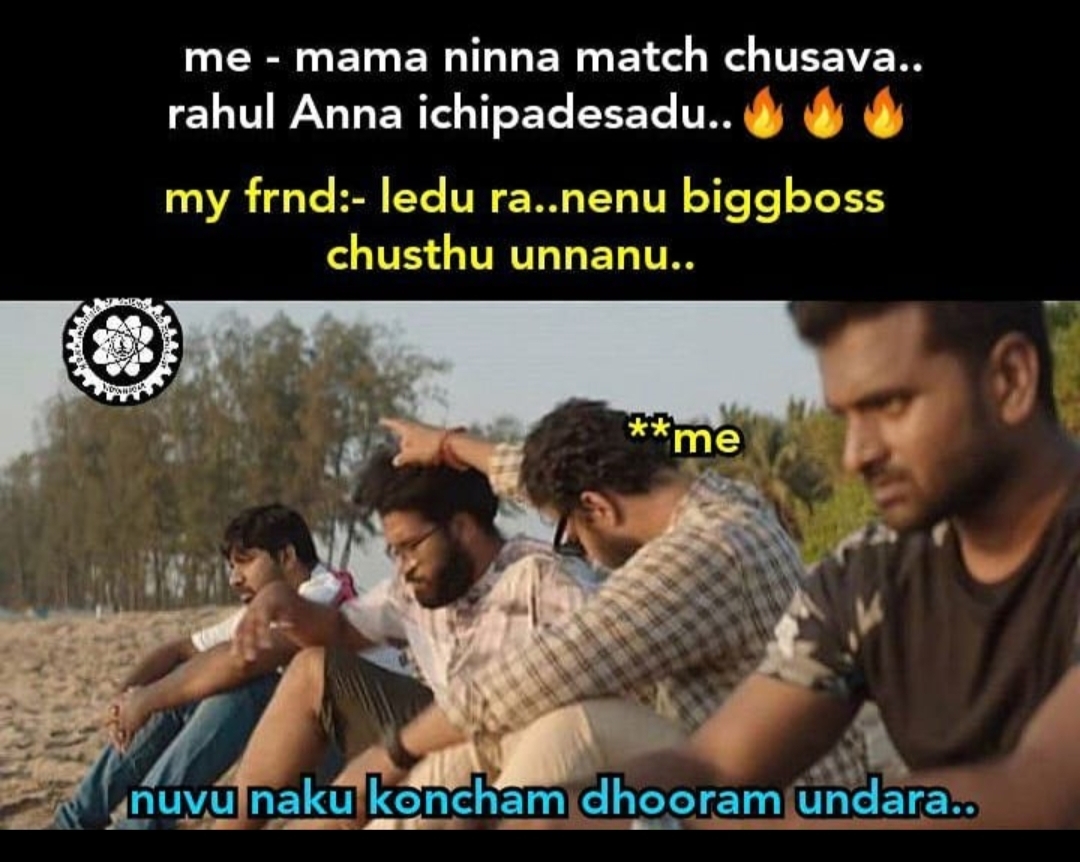 me - mama ninna match chusava..
rahul Anna ichipadesadu..🔥🔥🔥
my frnd:- ledu ra..nenu biggboss
chusthu unnanu..
**me
nuvu naku koncham dhooram undara..